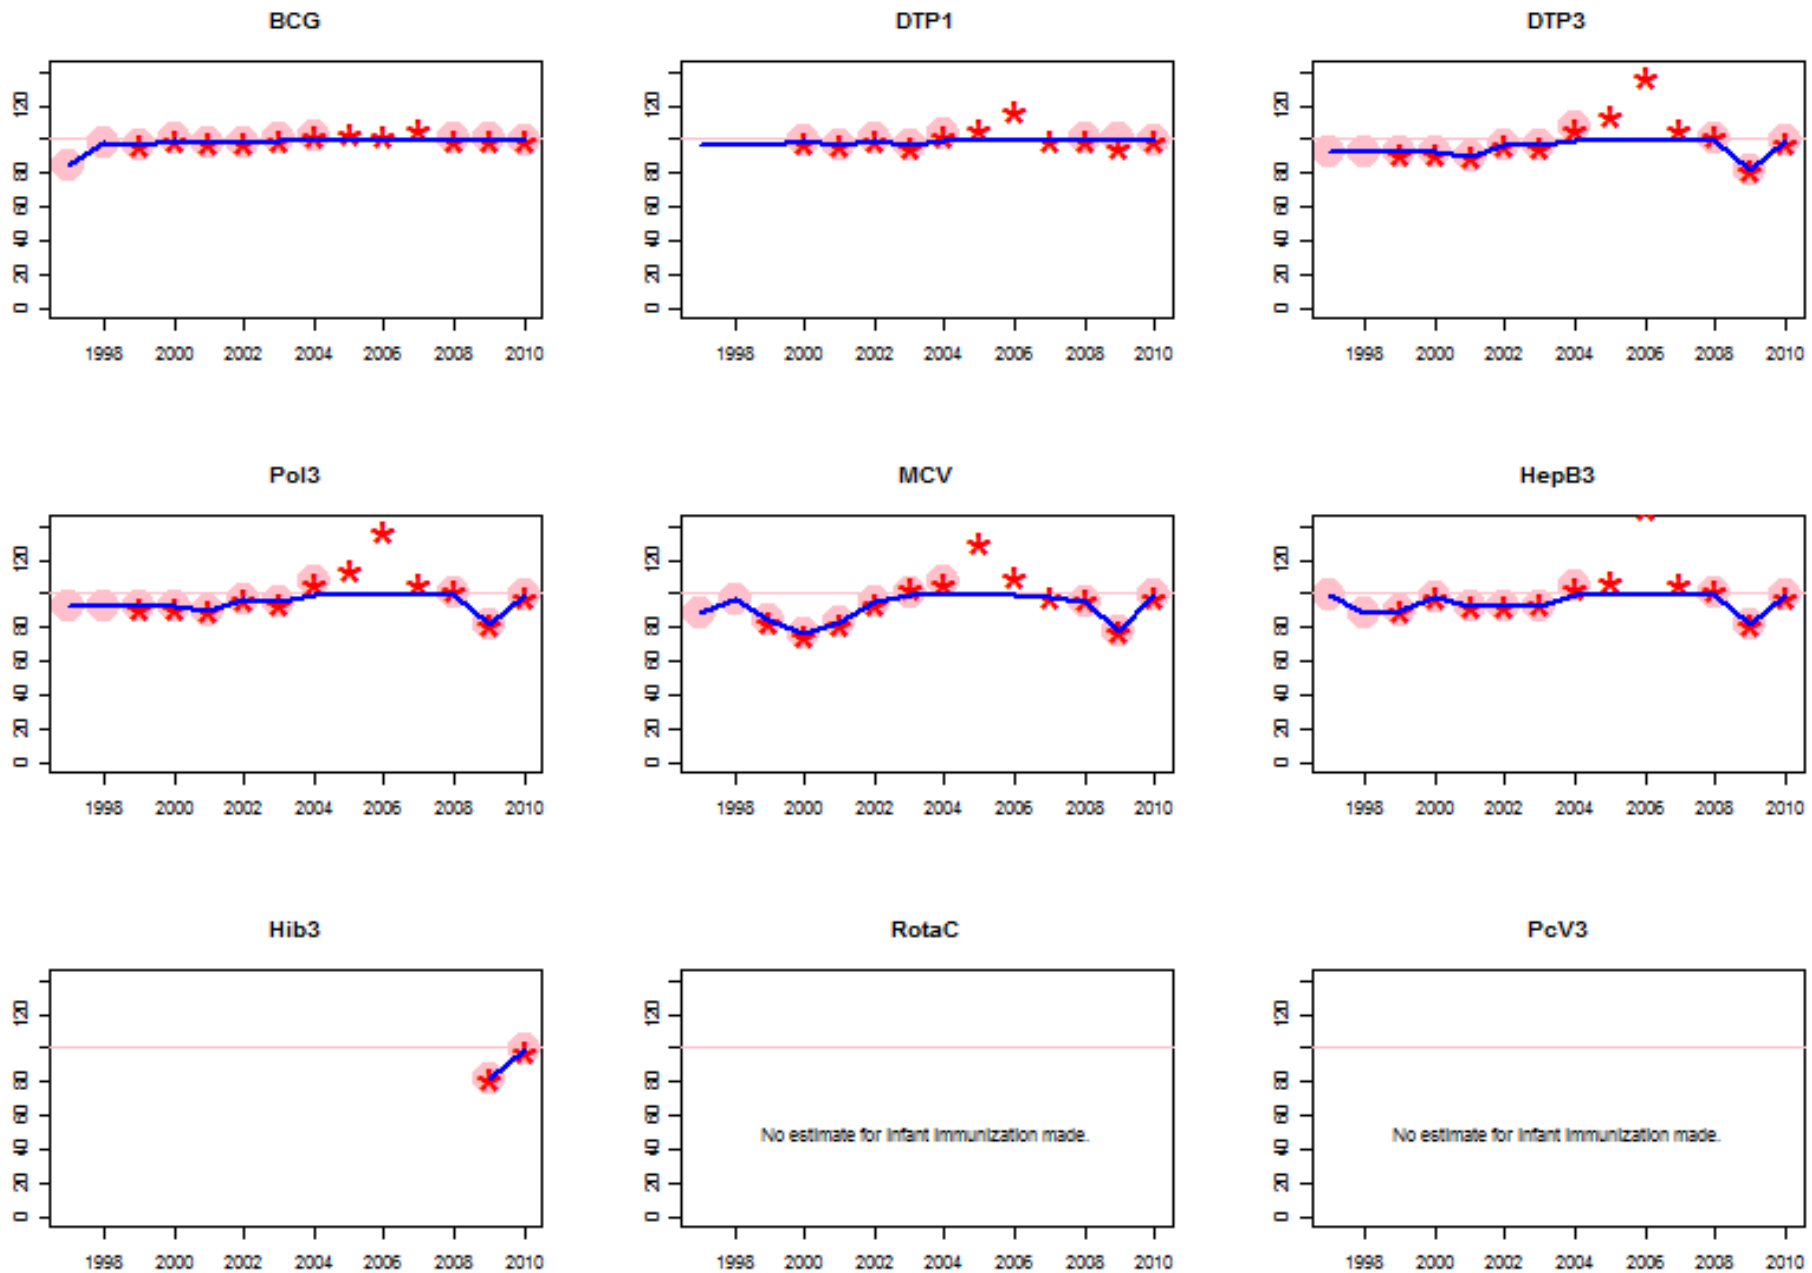 BCG DTP1 DTP3
120 120 120
80 80 80
60 60 60
40 40 40
20 20 20
0 0 0
1998 2000 2002 2004 2006 2008 2010 1998 2000 2002 2004 2006 2008 2010 1998 2000 2002 2004 2006 2008 2010
Pol3 MCV HepB3
120 120 120
80 80 80
60 60 60
40 40 40
20 20 20
0 0 0
1998 2000 2002 2004 2006 2008 2010 1998 2000 2002 2004 2006 2008 2010 1998 2000 2002 2004 2006 2008 2010
Hib3 RotaC PcV3
120 120 120
80 80 80
60 60 60
No estimate for infant immunization made. No estimate for infant immunization made.
40 40 40
20 20 20
0 0 0
1998 2000 2002 2004 2006 2008 2010 1998 2000 2002 2004 2006 2008 2010 1998 2000 2002 2004 2006 2008 2010